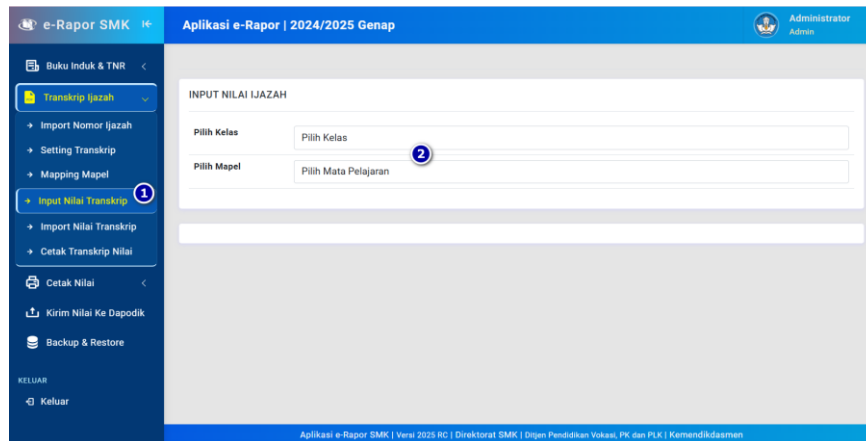 e-Rapor SMK
Aplikasi e-Rapor | 2024/2025 Genap
Administrator
Admin
Buku Induk & TNR
Transkrip Ijazah
Import Nomor Ijazah
Setting Transkrip
Mapping Mapel
Input Nilai Transkrip
1
Import Nilai Transkrip
Cetak Transkrip Nilai
Cetak Nilai
Kirim Nilai Ke Dapodik
Backup & Restore
KELUAR
Keluar
INPUT NILAI IJAZAH
Pilih Kelas
Pilih Kelas
2
Pilih Mapel
Pilih Mata Pelajaran
Aplikasi e-Rapor SMK | Versi 2025 RC | Direktorat SMK | Ditjen Pendidikan Vokasi, PK dan PLK | Kemendikdasmen